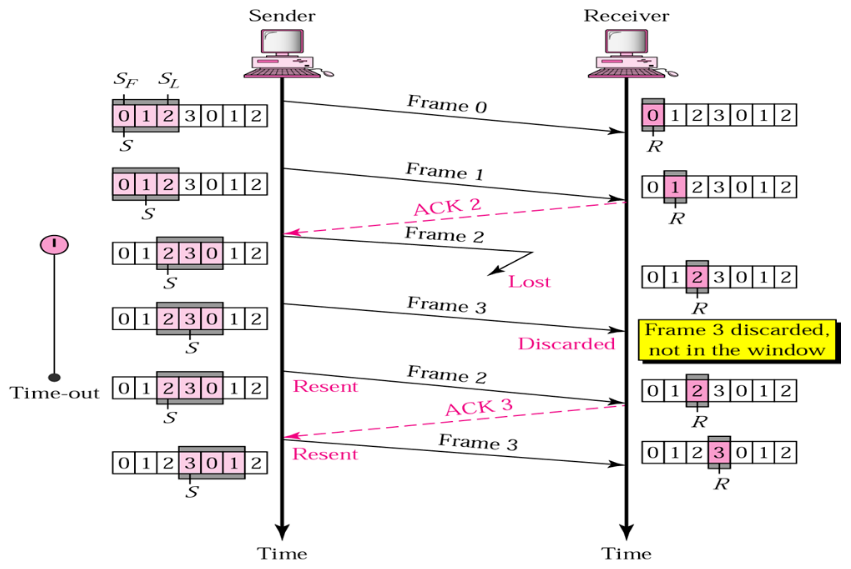 Sender
Receiver
S_F S_L
0 1 2 3 0 1 2
S
Frame 0
0 1 2 3 0 1 2
R
0 1 2 3 0 1 2
S
Frame 1
ACK 2
0 1 2 3 0 1 2
R
0 1 2 3 0 1 2
S
Frame 2
Lost
0 1 2 3 0 1 2
R
0 1 2 3 0 1 2
S
Frame 3
Discarded
Frame 3 discarded,
not in the window
Time-out
0 1 2 3 0 1 2
S
Resent
Frame 2
ACK 3
0 1 2 3 0 1 2
R
0 1 2 3 0 1 2
S
Resent
Frame 3
0 1 2 3 0 1 2
R
Time
Time